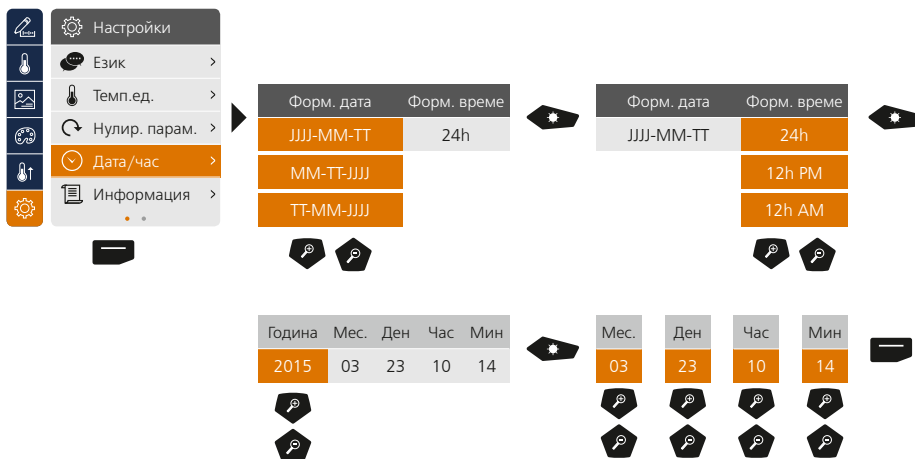 Настройки
Език
Темп.ед.
Нулир. парам.
Дата/час
Информация
Форм. дата Форм. време
JJJJ-MM-TT 24h
MM-TT-JJJJ
TT-MM-JJJJ
Форм. дата Форм. време
JJJJ-MM-TT 24h
12h PM
12h AM
Година Мес. Ден Час Мин
2015 03 23 10 14
Мес. Ден Час Мин
03 23 10 14